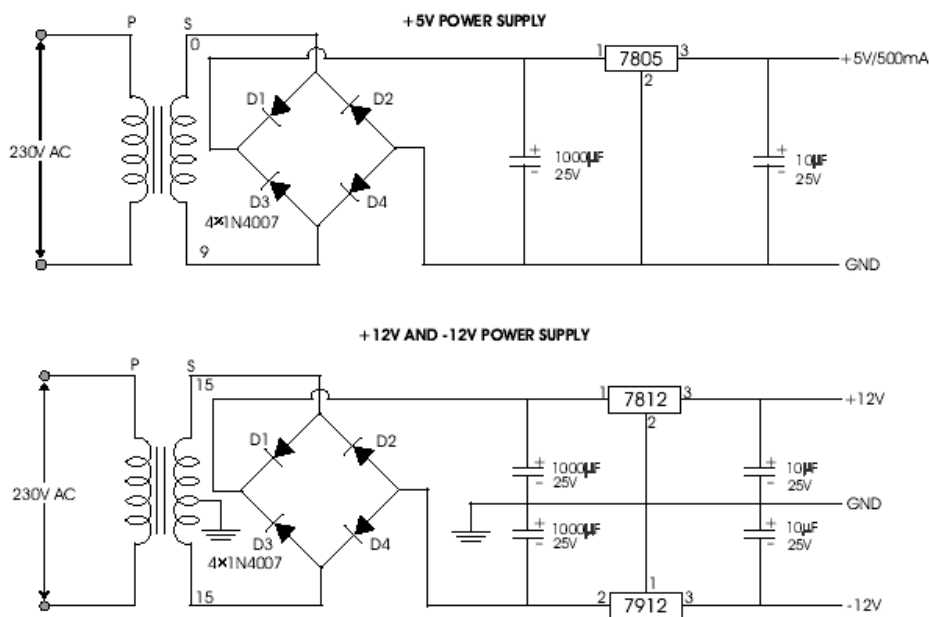 +5V POWER SUPPLY
P
S
0
1
7805
3
+5V/500mA
2
D1
D2
230V AC
1000µF
25V
+
-
10µF
25V
+
-
D3
D4
4×1N4007
9
GND
+12V AND -12V POWER SUPPLY
P
S
15
1
7812
3
+12V
2
D1
D2
+
1000µF
-
25V
+
10µF
-
25V
230V AC
GND
+
1000µF
-
25V
+
10µF
-
25V
D3
D4
4×1N4007
15
1
2
7912
3
-12V